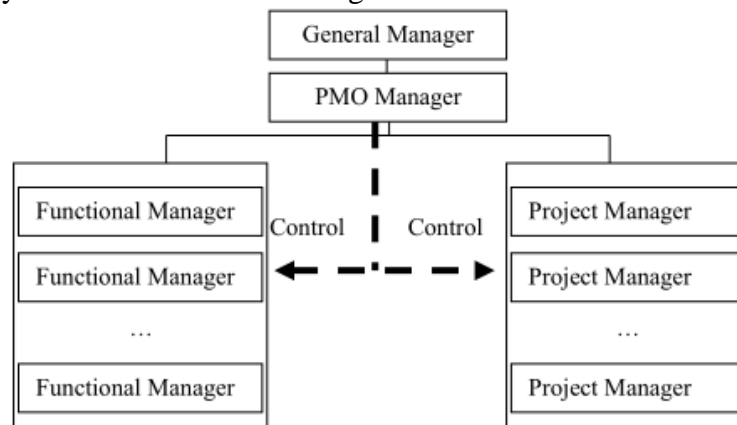 General Manager
PMO Manager
Functional Manager
Project Manager
Control
Control
Functional Manager
Project Manager
…
…
Functional Manager
Project Manager